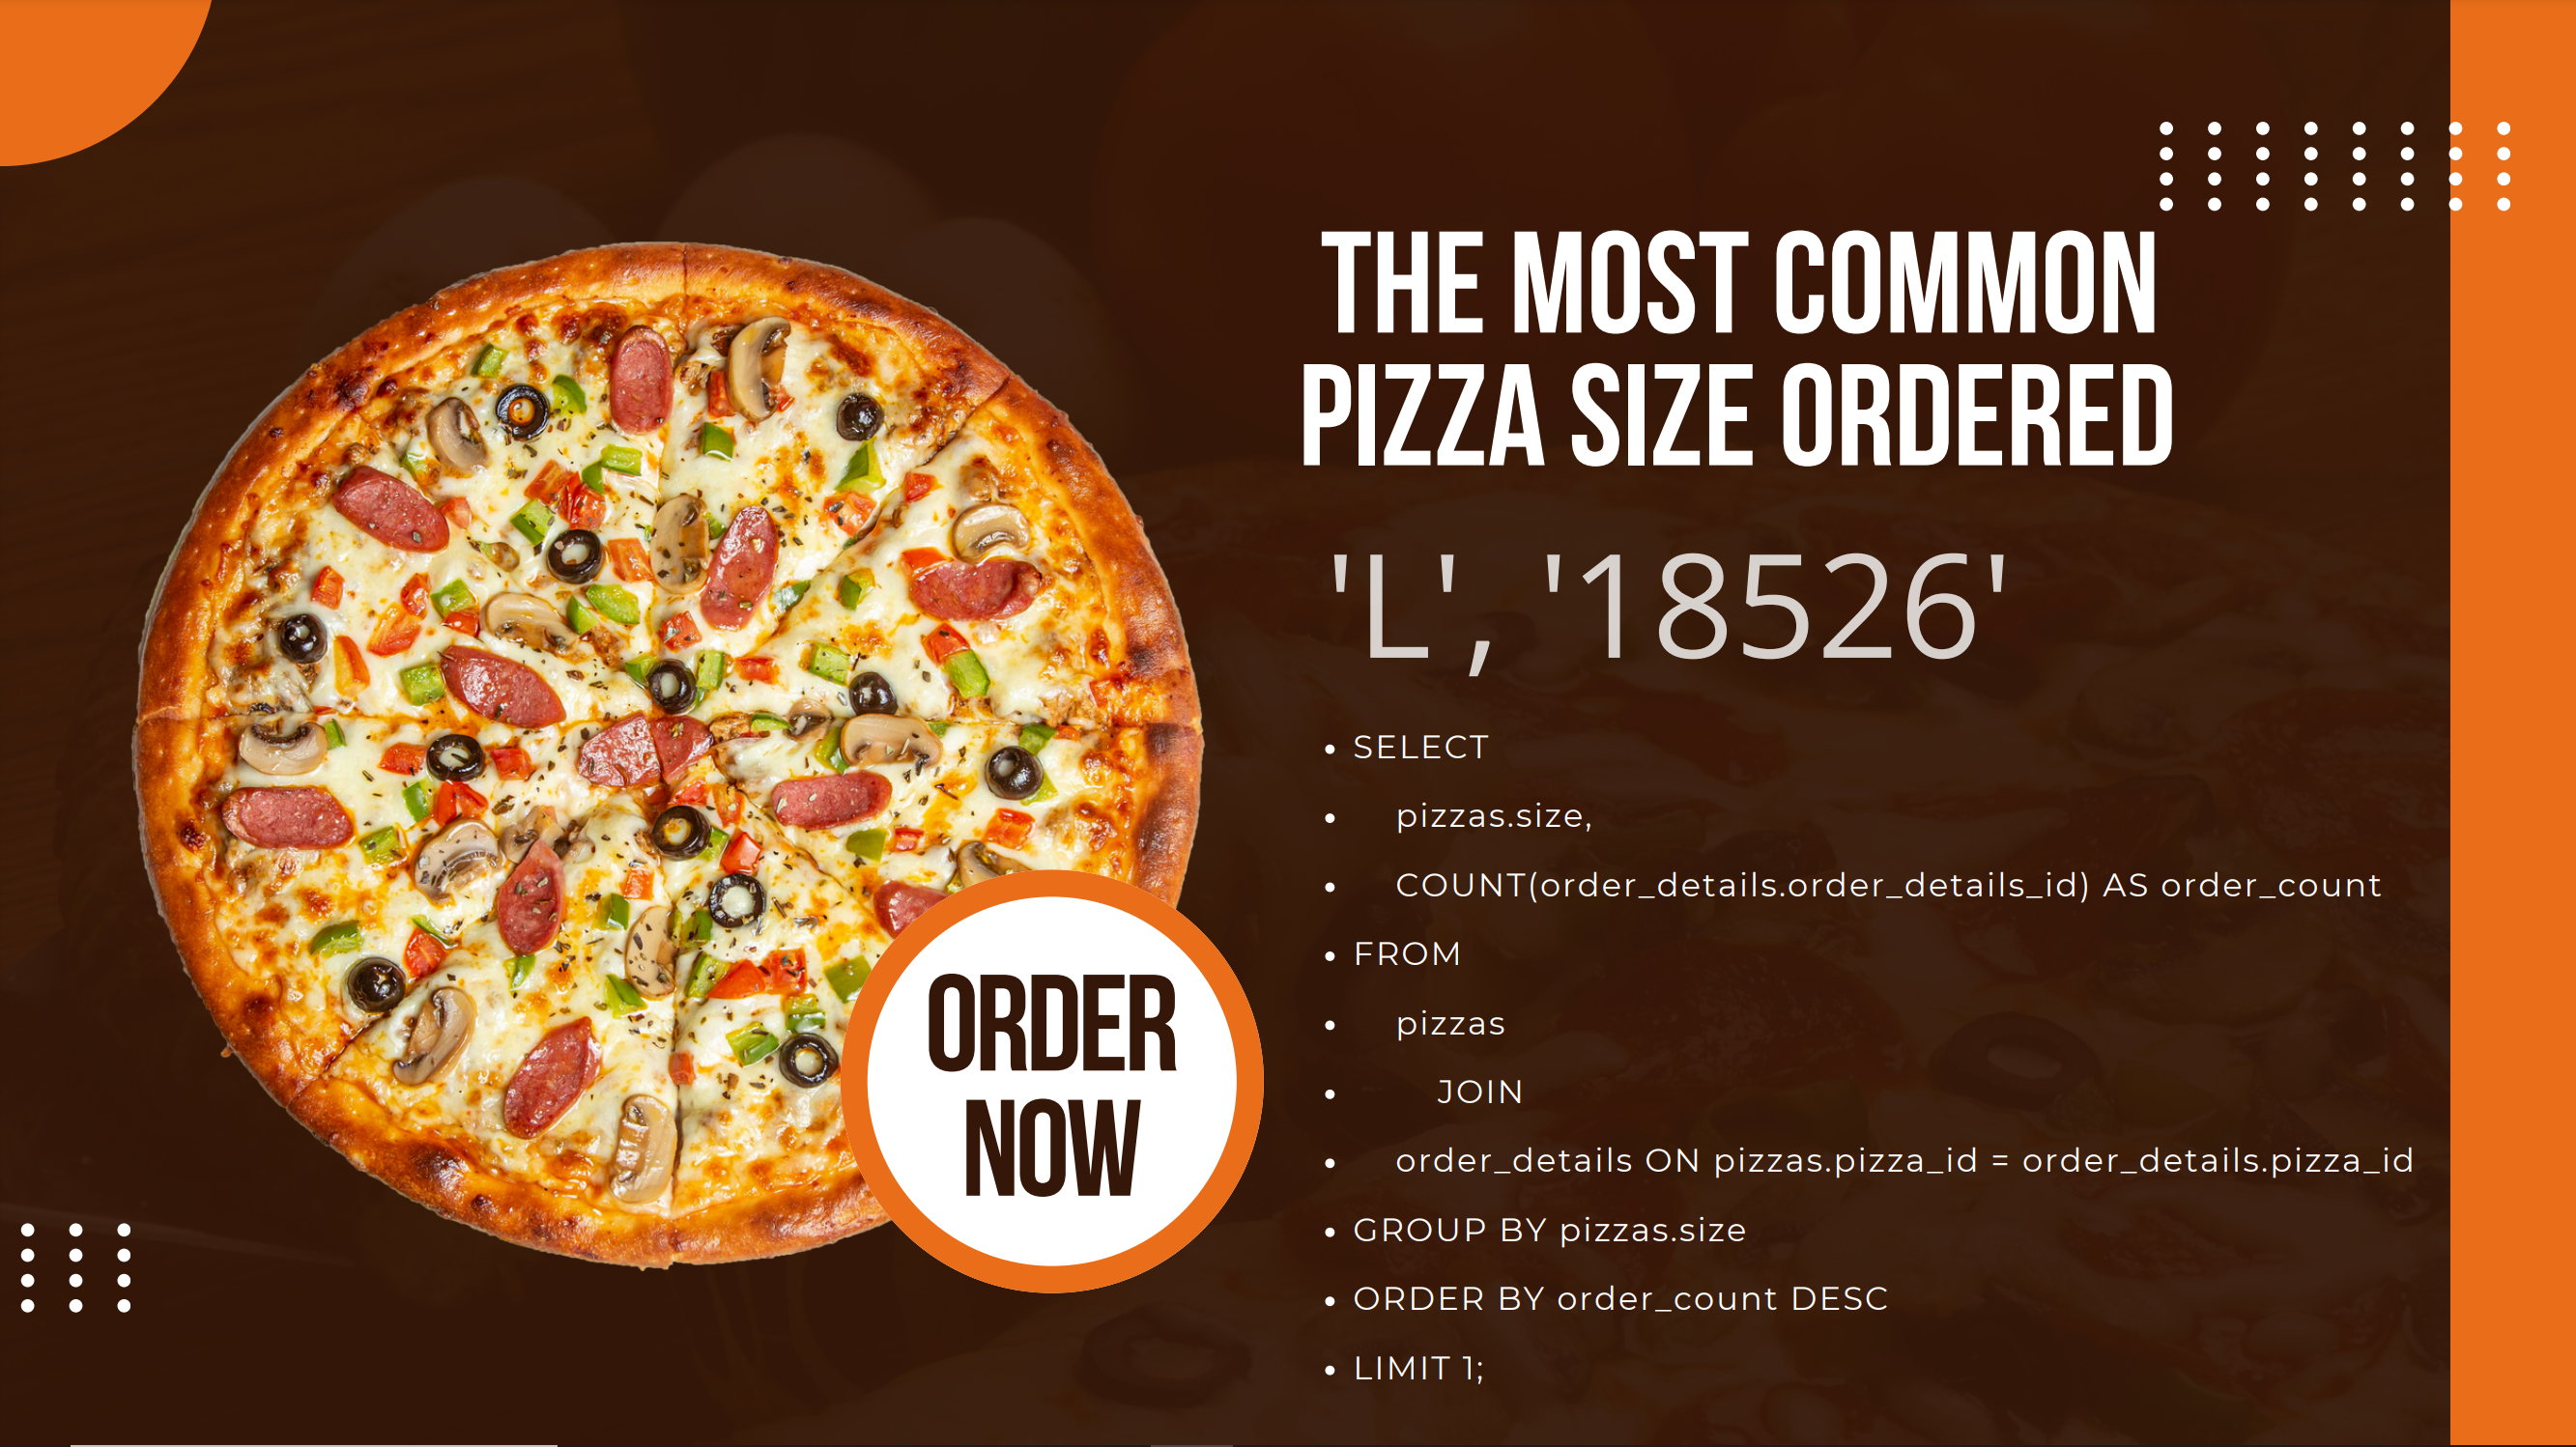 THE MOST COMMON
PIZZA SIZE ORDERED
'L', '18526'
• SELECT
•     pizzas.size,
•     COUNT(order_details.order_details_id) AS order_count
• FROM
•     pizzas
•         JOIN
•     order_details ON pizzas.pizza_id = order_details.pizza_id
• GROUP BY pizzas.size
• ORDER BY order_count DESC
• LIMIT 1;
ORDER
NOW